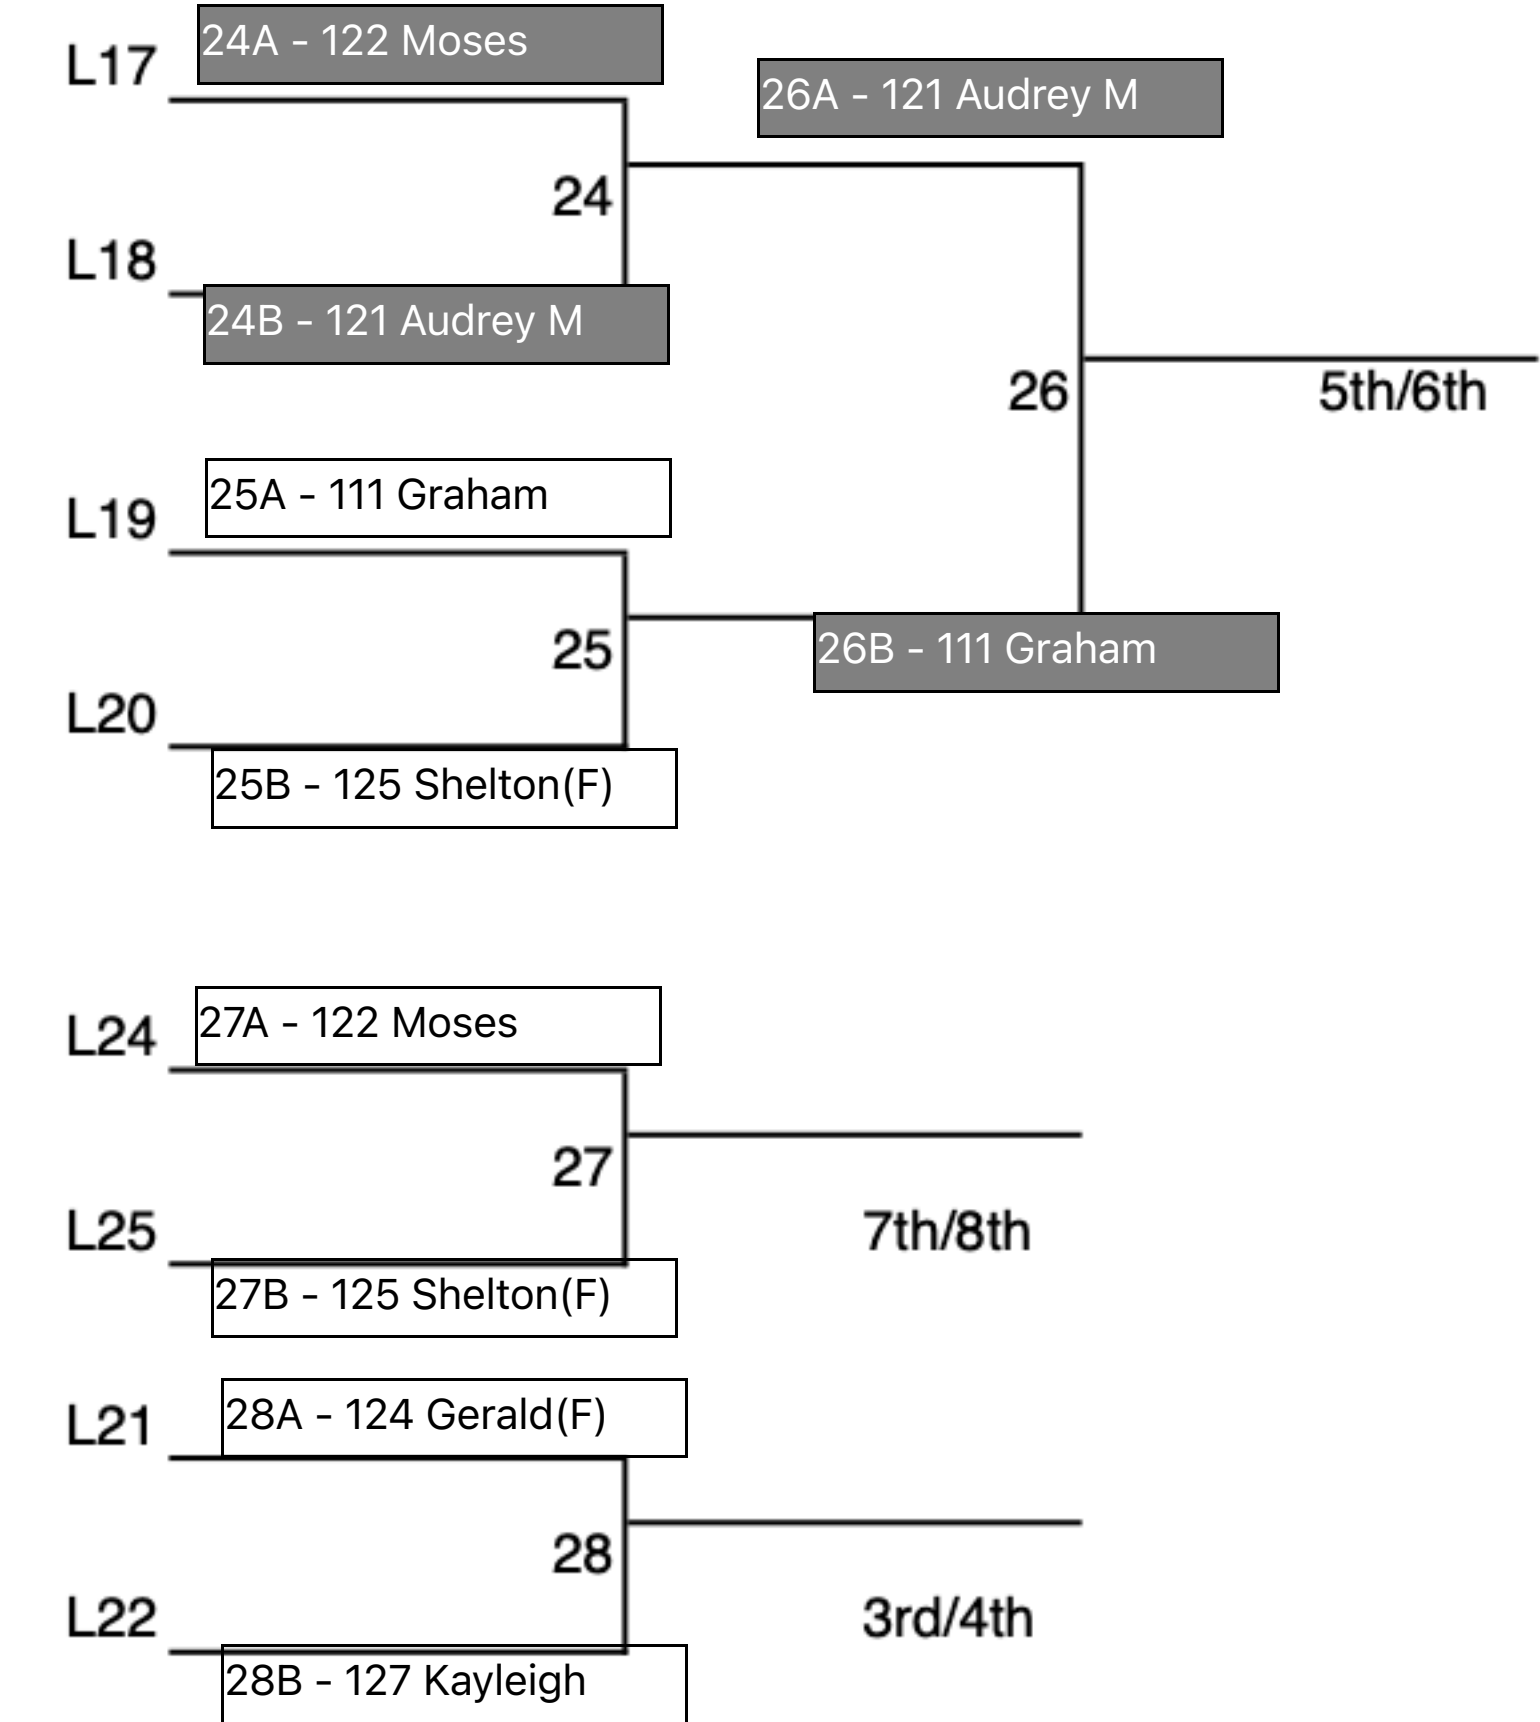 L17
24A - 122 Moses
26A - 121 Audrey M
24
L18
24B - 121 Audrey M
26
5th/6th
L19
25A - 111 Graham
25
26B - 111 Graham
L20
25B - 125 Shelton(F)
L24
27A - 122 Moses
27
L25
7th/8th
27B - 125 Shelton(F)
L21
28A - 124 Gerald(F)
28
L22
3rd/4th
28B - 127 Kayleigh